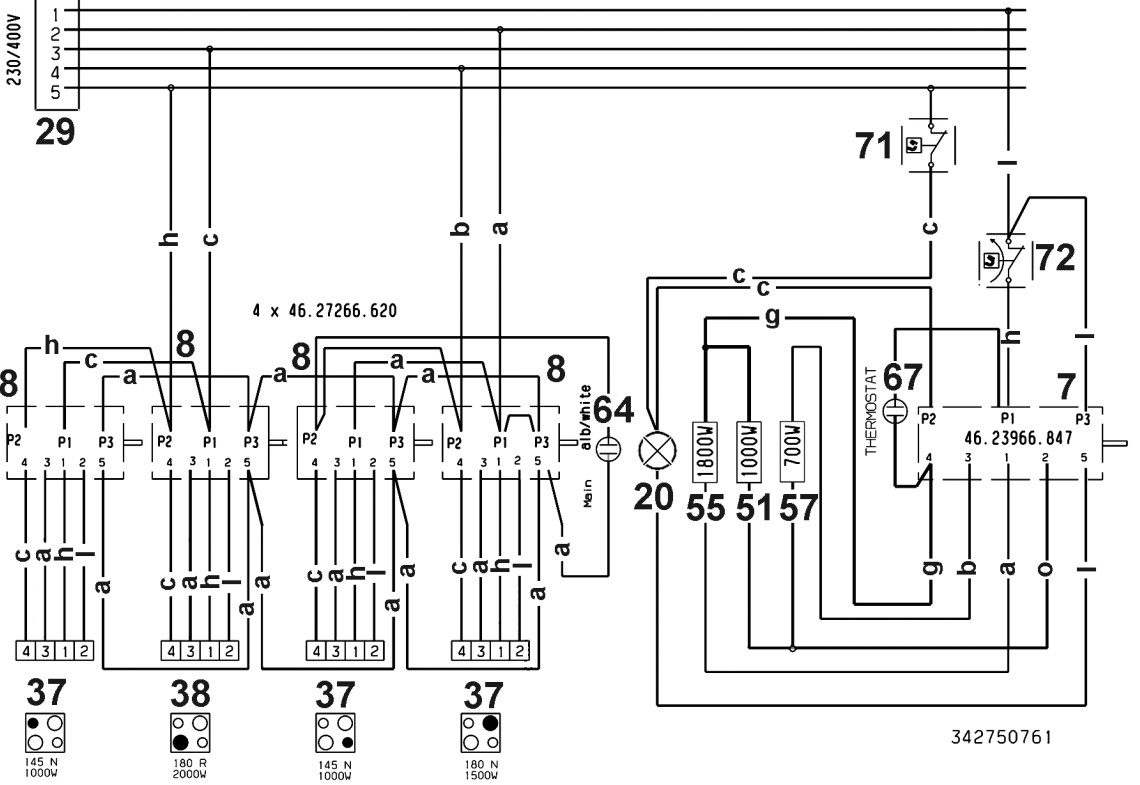 230/400V
1
2
3
4
5
29
71
c
l
h c
b a
72
c
c
4 x 46.27266.620
g
h
8
h
c
a
a
8
a
a
8
l
8
67
7
THERMOSTAT
alb/white
64
P2 P1 P3
P2 P1 P3
P2 P1 P3
P2 P1 P3
P2 P1 P3
46.23966.847
4 3 1 2 5
4 3 1 2 5
4 3 1 2 5
4 3 1 2 5
4 3 1 2 5
1800W
1000W
700W
Main
20 55 51 57
c a h l a
c a h l a a
c a h l a a
c a h l a a
g b a o l
4 3 1 2
4 3 1 2
4 3 1 2
4 3 1 2
37 38 37 37
145 N
1000W
180 R
2000W
145 N
1000W
180 N
1500W
342750761